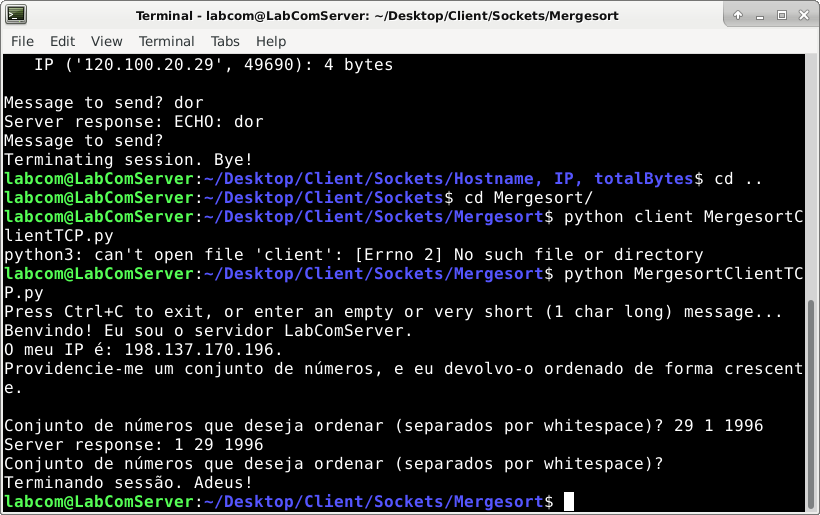 Terminal - labcom@LabComServer: ~/Desktop/Client/Sockets/Mergesort
File Edit View Terminal Tabs Help
IP ('120.100.20.29', 49690): 4 bytes
Message to send? dor
Server response: ECHO: dor
Message to send?
Terminating session. Bye!
labcom@LabComServer:~/Desktop/Client/Sockets/Hostname, IP, totalBytes$ cd ..
labcom@LabComServer:~/Desktop/Client/Sockets$ cd Mergesort/
labcom@LabComServer:~/Desktop/Client/Sockets/Mergesort$ python client MergesortC
lientTCP.py
python3: can't open file 'client': [Errno 2] No such file or directory
labcom@LabComServer:~/Desktop/Client/Sockets/Mergesort$ python MergesortClientTC
P.py
Press Ctrl+C to exit, or enter an empty or very short (1 char long) message...
Benvindo! Eu sou o servidor LabComServer.
O meu IP é: 198.137.170.196.
Providencie-me um conjunto de números, e eu devolvo-o ordenado de forma crescent
e.
Conjunto de números que deseja ordenar (separados por whitespace)? 29 1 1996
Server response: 1 29 1996
Conjunto de números que deseja ordenar (separados por whitespace)?
Terminando sessão. Adeus!
labcom@LabComServer:~/Desktop/Client/Sockets/Mergesort$